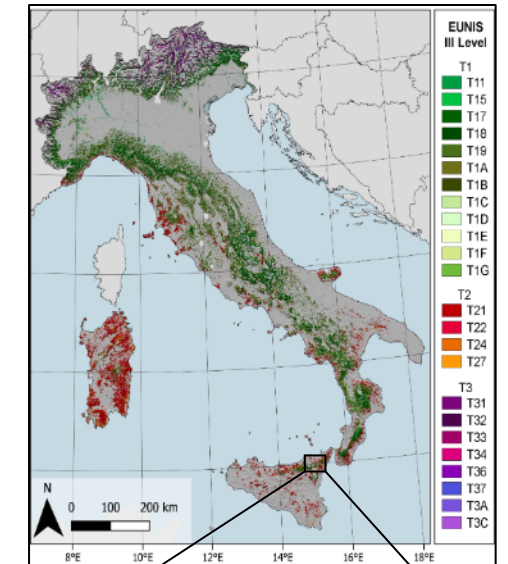 EUNIS
III Level
T1
T11
T15
T17
T18
T19
T1A
T1B
T1C
T1D
T1E
T1F
T1G
T2
T21
T22
T24
T27
T3
T31
T32
T33
T34
T36
T37
T3A
T3C
N
0 100 200 km
8°E 10°E 12°E 14°E 16°E 18°E